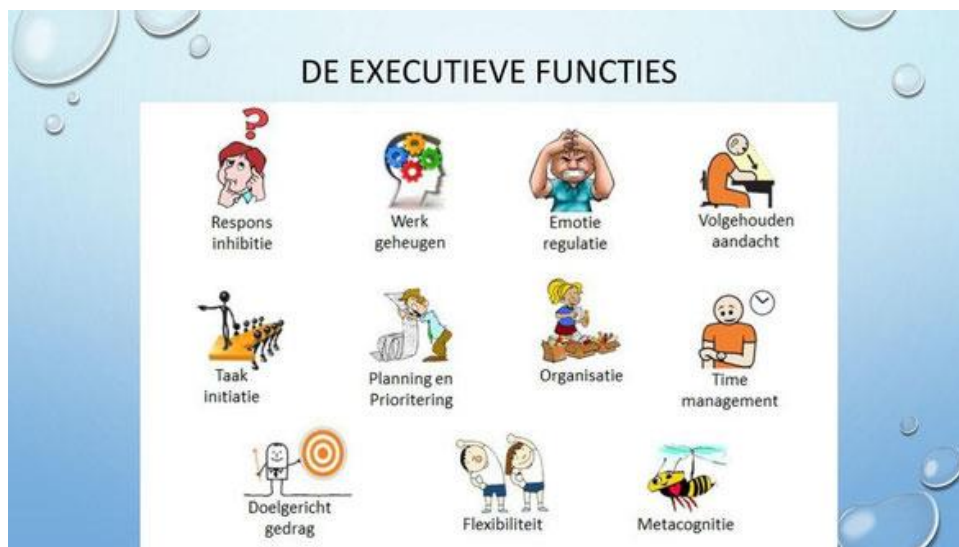 DE EXECUTIEVE FUNCTIES
?
Respons
inhibitie
Werk
geheugen
Emotie
regulatie
Volgehouden
aandacht
Taak
initiatie
Planning en
Prioritering
Organisatie
Time
management
Doelgericht
gedrag
Flexibiliteit
Metacognitie